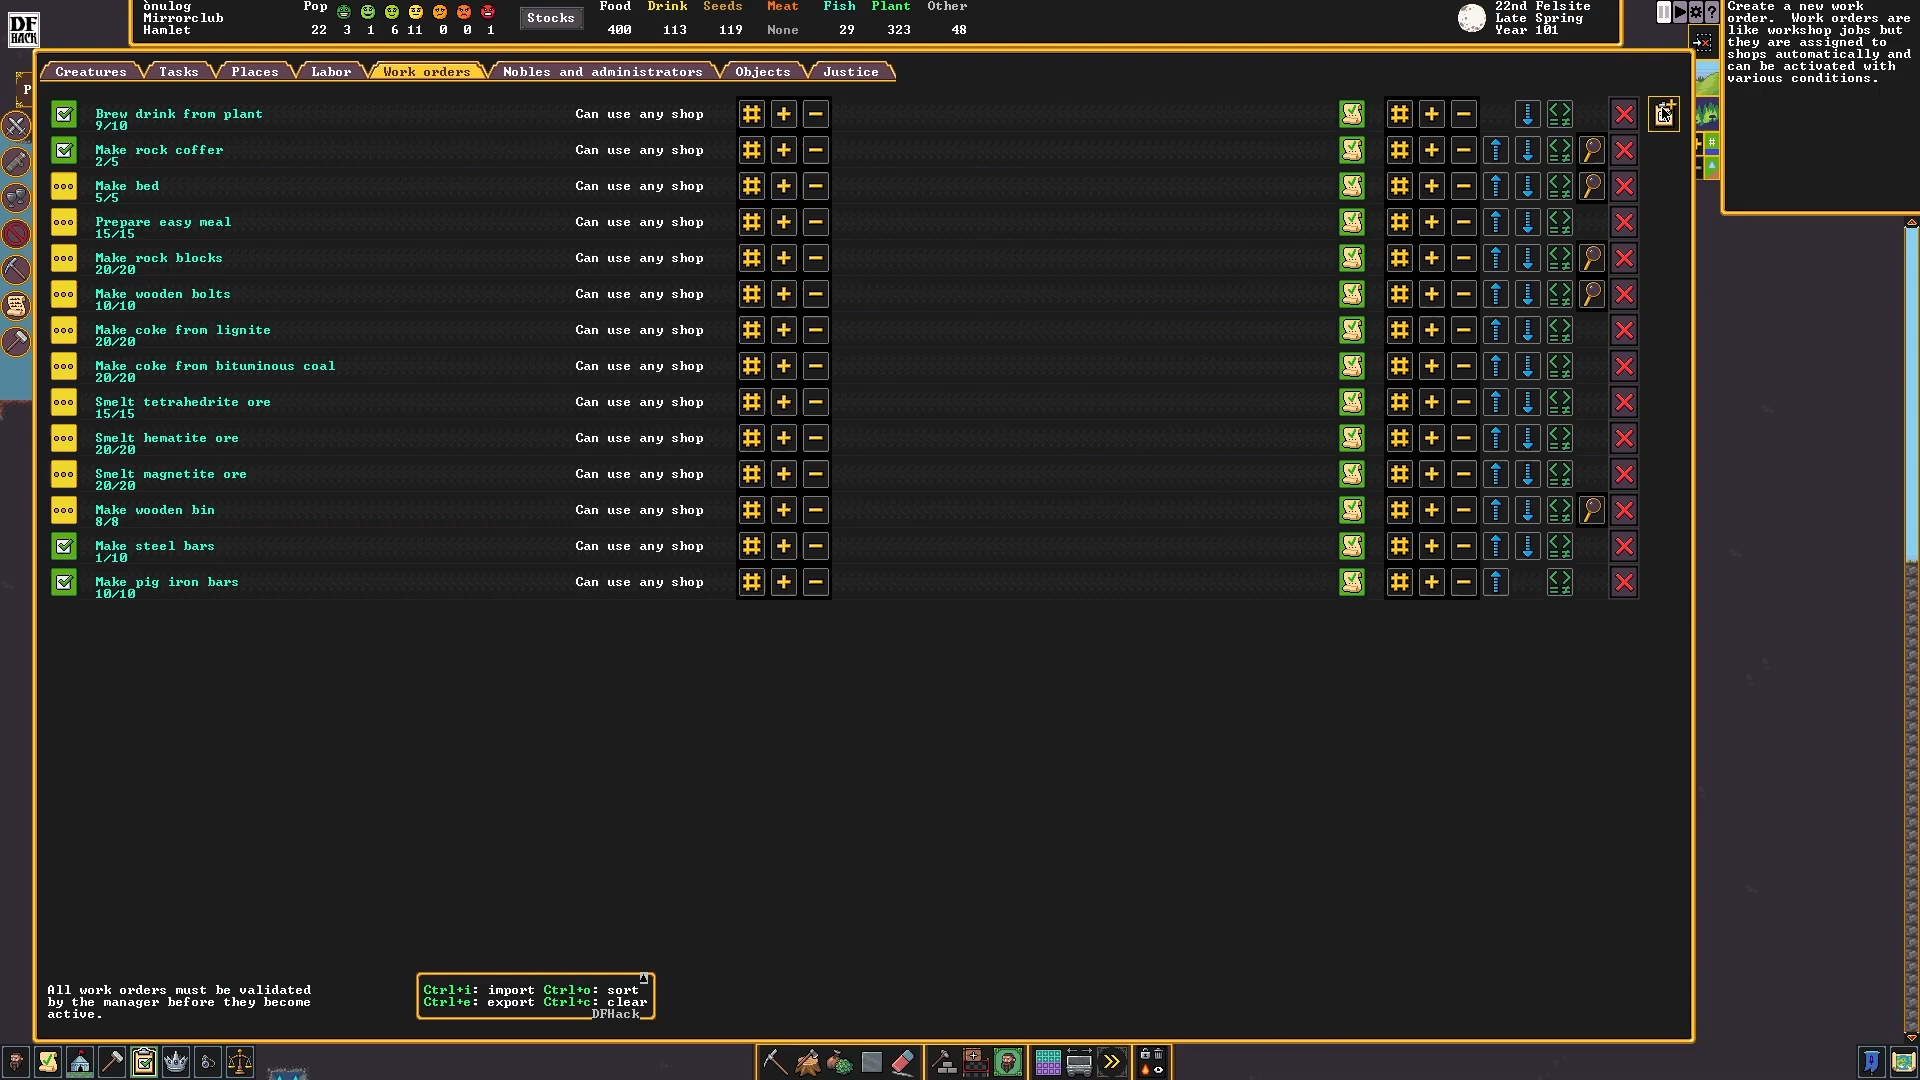 DF
HACK
ònulog
Mirrorclub
Hamlet
Pop
22 3 1 6 11 0 0 1
Stocks
Food Drink Seeds Meat Fish Plant Other
400 113 119 None 29 323 48
22nd Felsite
Late Spring
Year 101
Create a new work
order. Work orders are
like workshop jobs but
they are assigned to
shops automatically and
can be activated with
various conditions.
P
Creatures Tasks Places Labor Work orders Nobles and administrators Objects Justice
Brew drink from plant Can use any shop
9/10
Make rock coffer Can use any shop
2/5
Make bed Can use any shop
5/5
Prepare easy meal Can use any shop
15/15
Make rock blocks Can use any shop
20/20
Make wooden bolts Can use any shop
10/10
Make coke from lignite Can use any shop
20/20
Make coke from bituminous coal Can use any shop
20/20
Smelt tetrahedrite ore Can use any shop
15/15
Smelt hematite ore Can use any shop
20/20
Smelt magnetite ore Can use any shop
20/20
Make wooden bin Can use any shop
8/8
Make steel bars Can use any shop
1/10
Make pig iron bars Can use any shop
10/10
All work orders must be validated
by the manager before they become
active.
Ctrl+i: import Ctrl+o: sort
Ctrl+e: export Ctrl+c: clear
DFHack